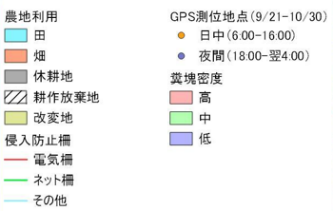 農地利用
田
畑
休耕地
耕作放棄地
改変地
侵入防止柵
電気柵
ネット柵
その他
GPS測位地点(9/21-10/30)
日中(6:00-16:00)
夜間(18:00-翌4:00)
糞塊密度
高
中
低